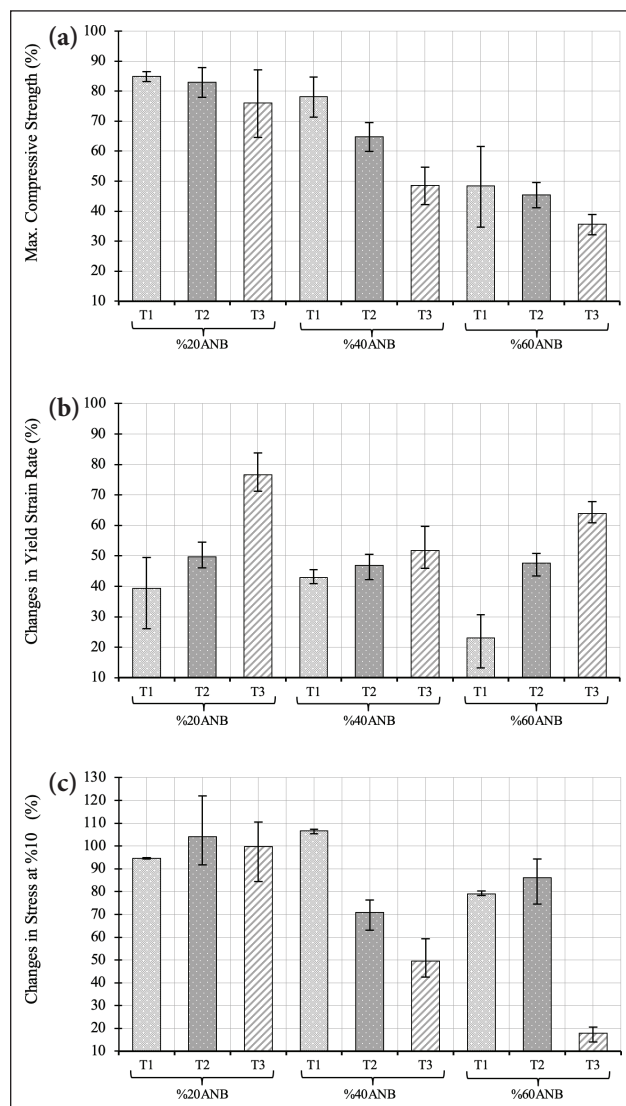 (a)
Max. Compressive Strength (%)
100
90
80
70
60
50
40
30
20
10
T1 T2 T3 T1 T2 T3 T1 T2 T3
%20ANB %40ANB %60ANB
(b)
Changes in Yield Strain Rate (%)
100
90
80
70
60
50
40
30
20
10
T1 T2 T3 T1 T2 T3 T1 T2 T3
%20ANB %40ANB %60ANB
(c)
Changes in Stress at %10 (%)
130
120
110
100
90
80
70
60
50
40
30
20
10
T1 T2 T3 T1 T2 T3 T1 T2 T3
%20ANB %40ANB %60ANB